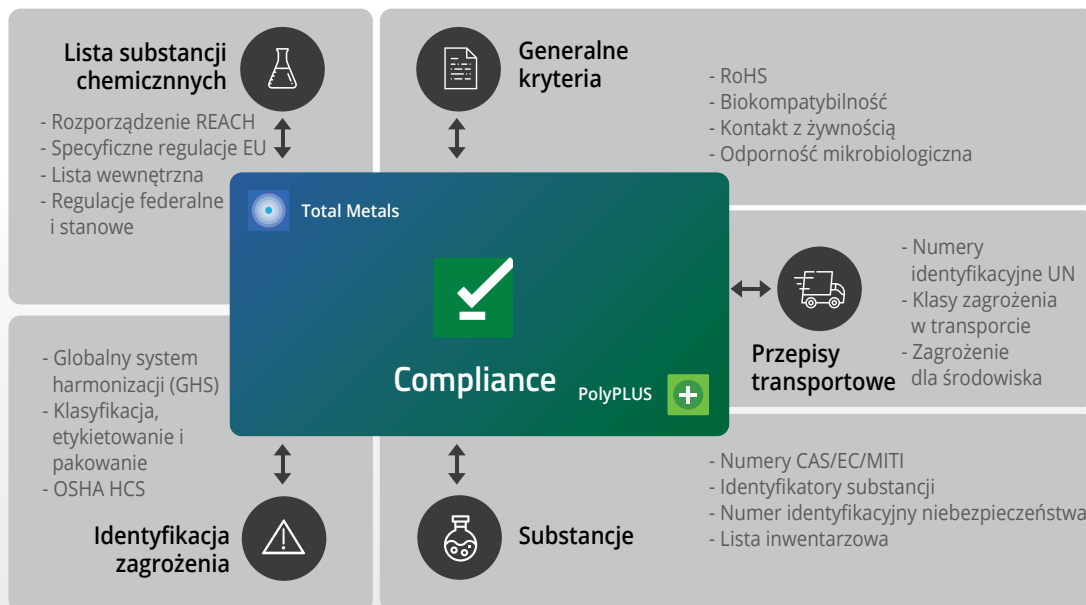 Lista substancji
chemicznnych
- Rozporządzenie REACH
- Specyficzne regulacje EU
- Lista wewnętrzna
- Regulacje federalne
i stanowe
Generalne
kryteria
- RoHS
- Biokompatybilność
- Kontakt z żywnością
- Odporność mikrobiologiczna
Total Metals
Compliance
PolyPLUS
Przepisy
transportowe
- Numery
identyfikacyjne UN
- Klasy zagrożenia
w transporcie
- Zagrożenie
dla środowiska
- Globalny system
harmonizacji (GHS)
- Klasyfikacja,
etykietowanie i
pakowanie
- OSHA HCS
Identyfikacja
zagrożenia
Substancje
- Numery CAS/EC/MITI
- Identyfikatory substancji
- Numer identyfikacyjny niebezpieczeństwa
- Lista inwentarzowa